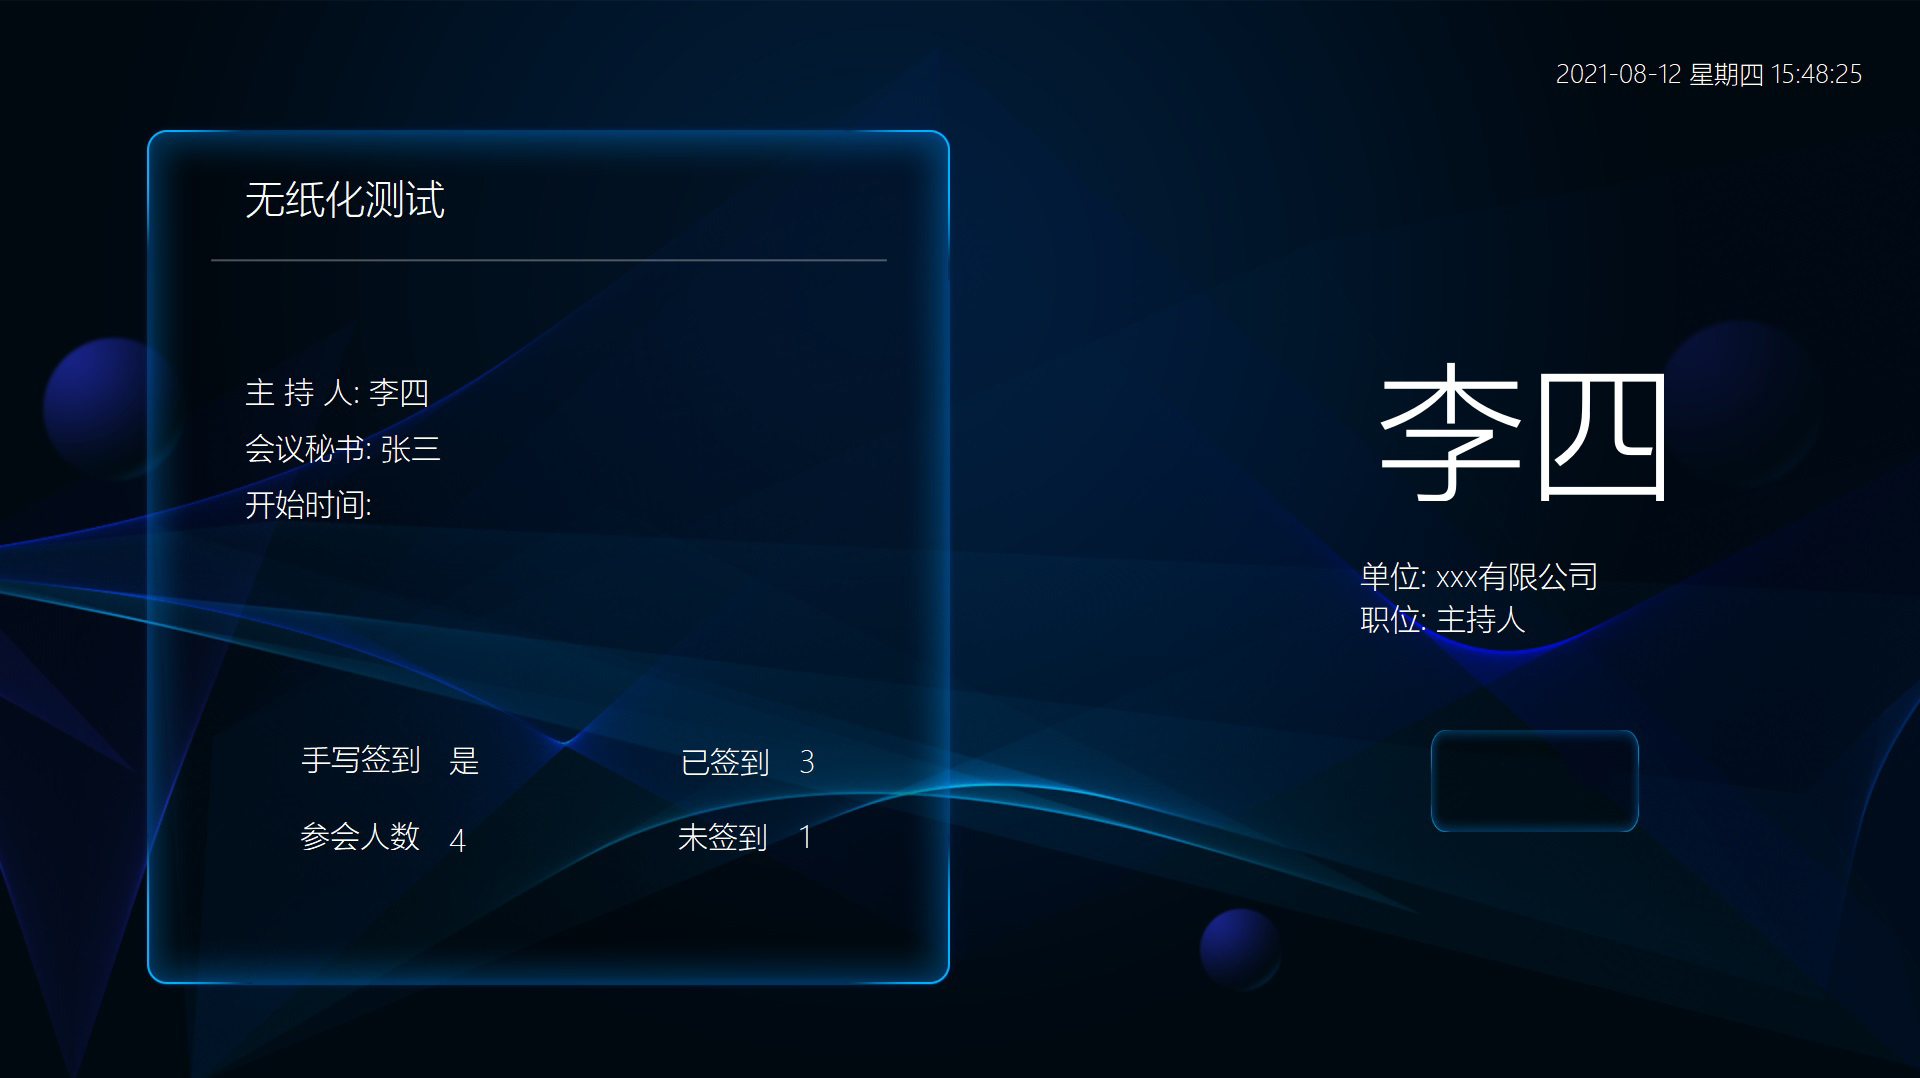 2021-08-12 星期四 15:48:25
无纸化测试
主 持 人: 李四
会议秘书: 张三
开始时间:
手写签到 是 已签到 3
参会人数 4 未签到 1
李四
单位: xxx有限公司
职位: 主持人